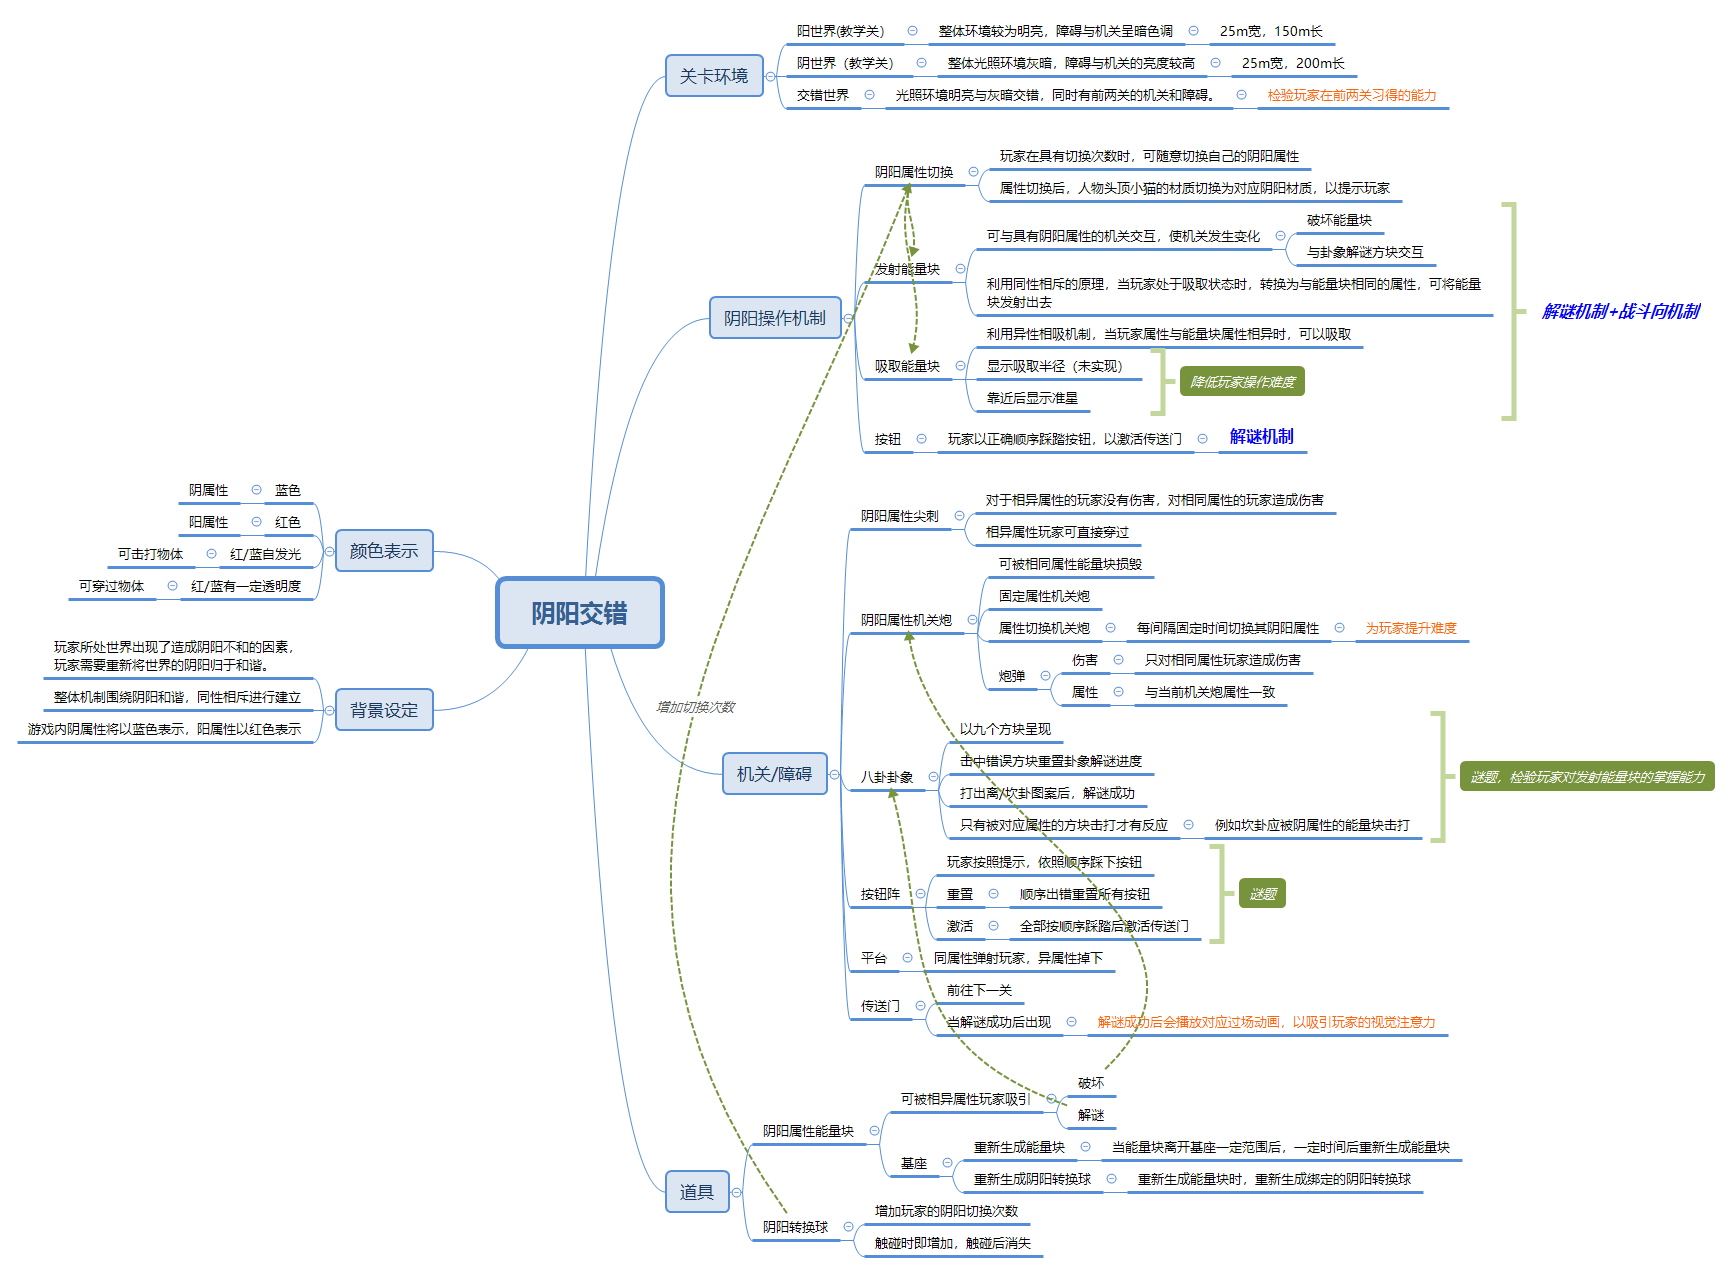 阴阳交错
关卡环境
阳世界(教学关)
整体环境较为明亮，障碍与机关呈暗色调
25m宽，150m长
阴世界（教学关）
整体光照环境灰暗，障碍与机关的亮度较高
25m宽，200m长
交错世界
光照环境明亮与灰暗交错，同时有前两关的机关和障碍。
检验玩家在前两关习得的能力
阴阳操作机制
阴阳属性切换
玩家在具有切换次数时，可随意切换自己的阴阳属性
属性切换后，人物头顶小猫的材质切换为对应阴阳材质，以提示玩家
发射能量块
可与具有阴阳属性的机关交互，使机关发生变化
破坏能量块
与卦象解谜方块交互
利用同性相斥的原理，当玩家处于吸取状态时，转换为与能量块相同的属性，可将能量
块发射出去
吸取能量块
利用异性相吸机制，当玩家属性与能量块属性相异时，可以吸取
显示吸取半径（未实现）
靠近后显示准星
降低玩家操作难度
解谜机制+战斗向机制
按钮
玩家以正确顺序踩踏按钮，以激活传送门
解谜机制
机关/障碍
阴阳属性尖刺
对于相异属性的玩家没有伤害，对相同属性的玩家造成伤害
相异属性玩家可直接穿过
阴阳属性机关炮
可被相同属性能量块损毁
固定属性机关炮
属性切换机关炮
每间隔固定时间切换其阴阳属性
为玩家提升难度
炮弹
伤害
只对相同属性玩家造成伤害
属性
与当前机关炮属性一致
八卦卦象
以九个方块呈现
击中错误方块重置卦象解谜进度
打出离/坎卦图案后，解谜成功
只有被对应属性的方块击打才有反应
例如坎卦应被阴属性的能量块击打
谜题，检验玩家对发射能量块的掌握能力
按钮阵
玩家按照提示，依照顺序踩下按钮
重置
顺序出错重置所有按钮
激活
全部按顺序踩踏后激活传送门
谜题
平台
同属性弹射玩家，异属性掉下
传送门
前往下一关
当解谜成功后出现
解谜成功后会播放对应过场动画，以吸引玩家的视觉注意力
道具
阴阳属性能量块
可被相异属性玩家吸引
破坏
解谜
基座
重新生成能量块
当能量块离开基座一定范围后，一定时间后重新生成能量块
重新生成阴阳转换球
重新生成能量块时，重新生成绑定的阴阳转换球
阴阳转换球
增加玩家的阴阳切换次数
触碰时即增加，触碰后消失
增加切换次数
颜色表示
蓝色
阴属性
红色
阳属性
红/蓝自发光
可击打物体
红/蓝有一定透明度
可穿过物体
背景设定
玩家所处世界出现了造成阴阳不和的因素，
玩家需要重新将世界的阴阳归于和谐。
整体机制围绕阴阳和谐，同性相斥进行建立
游戏内阴属性将以蓝色表示，阳属性以红色表示